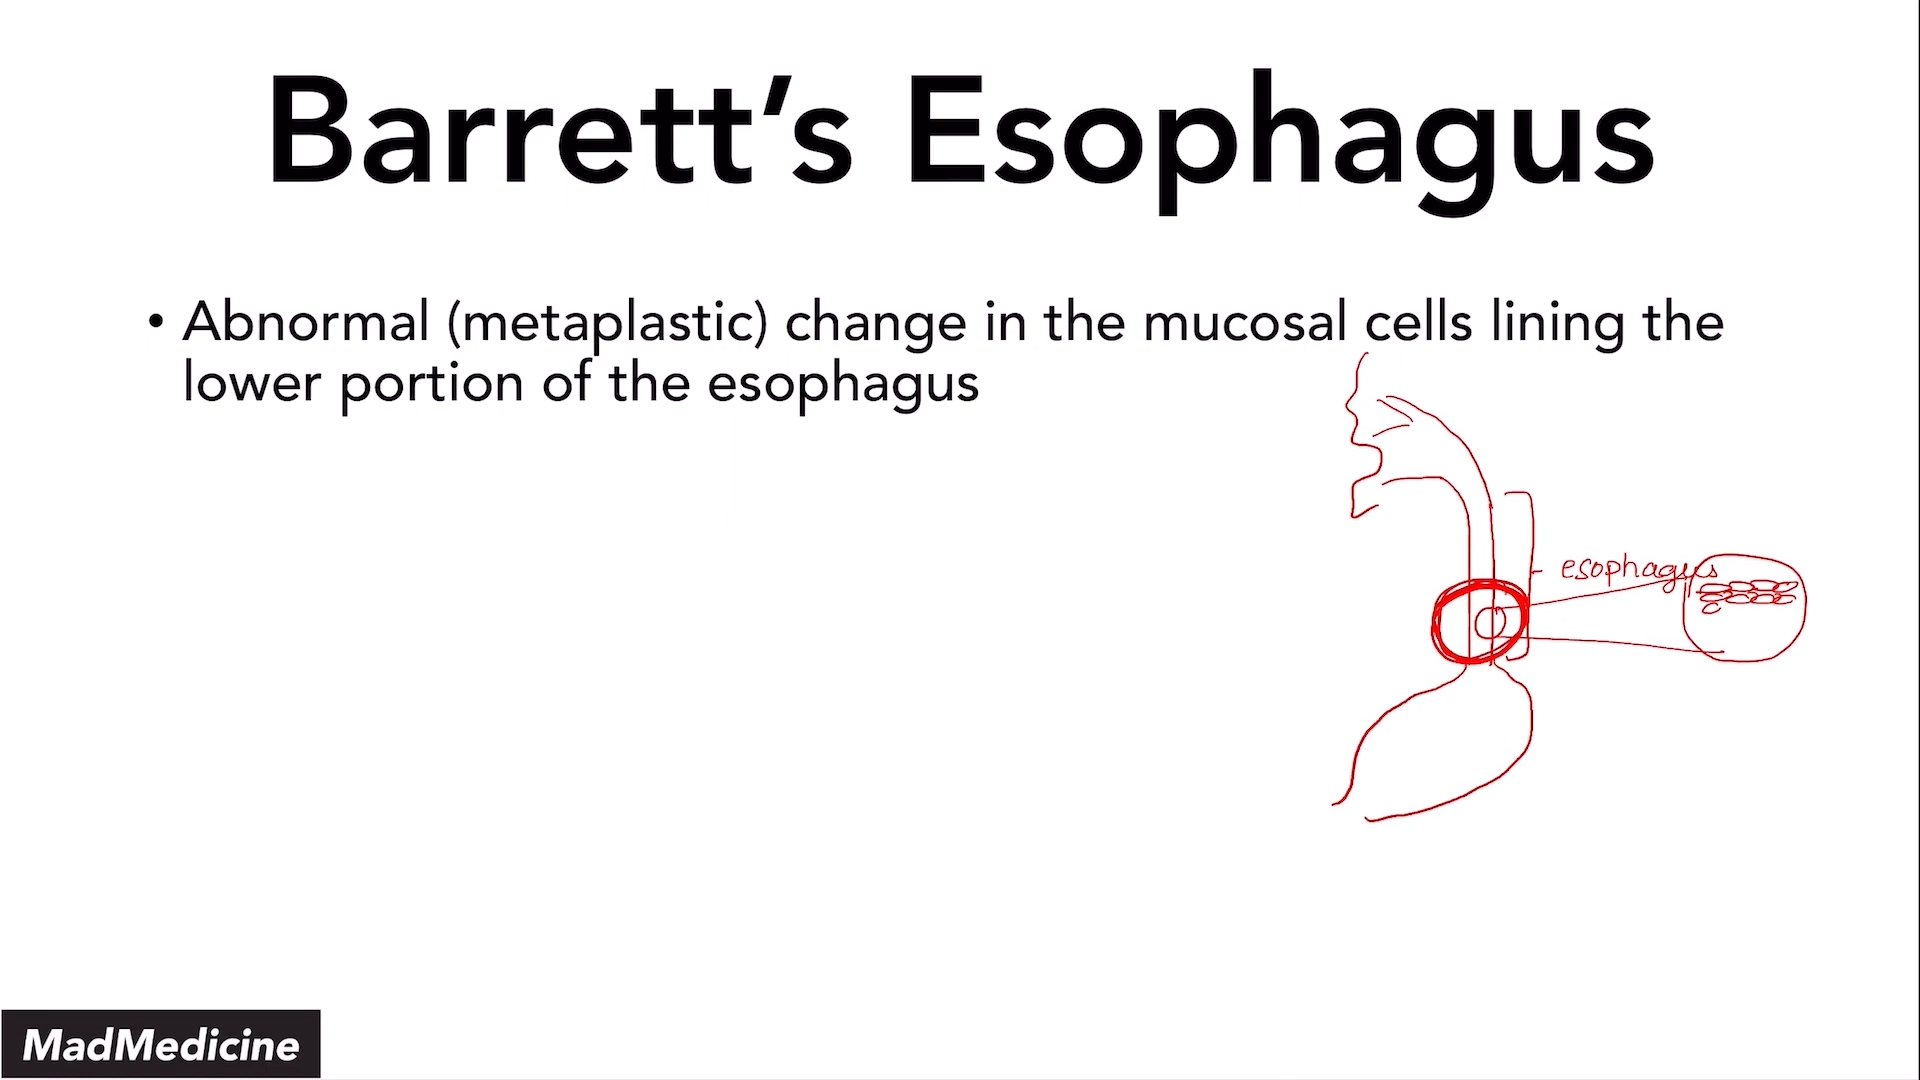 Barrett’s Esophagus
• Abnormal (metaplastic) change in the mucosal cells lining the
lower portion of the esophagus
- esophagus
MadMedicine